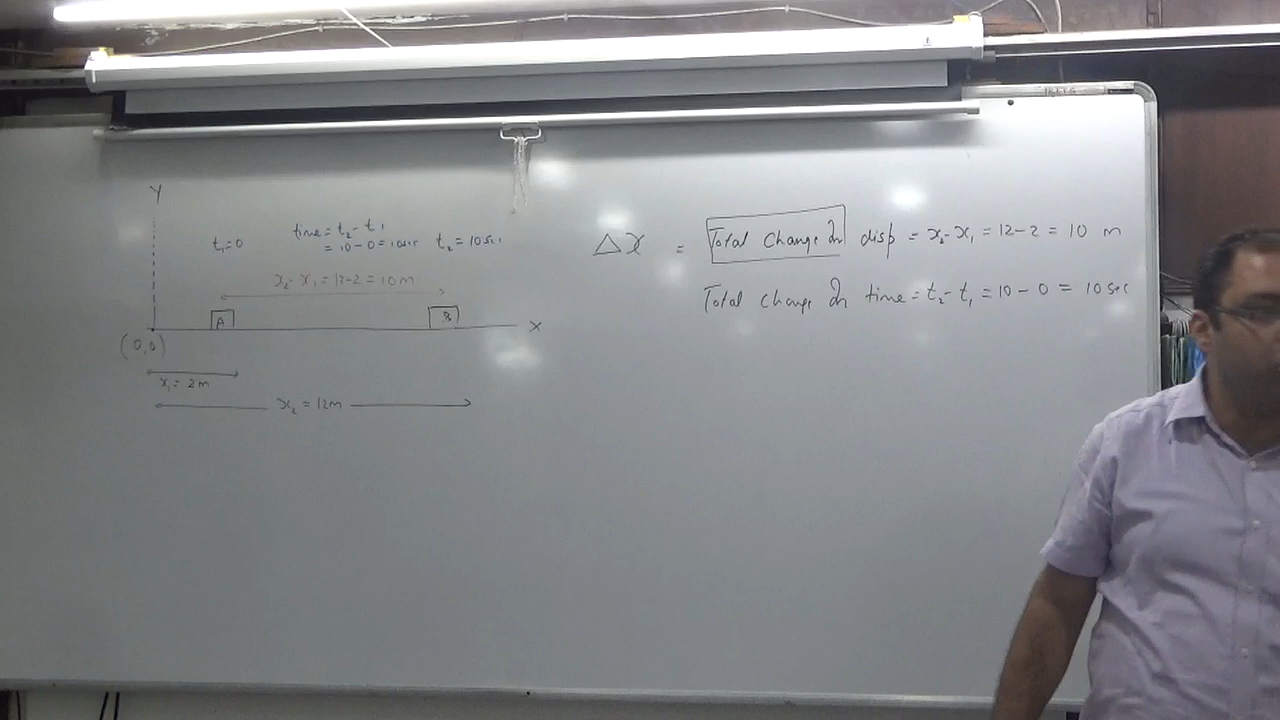 Y
t₁=0
time = t₂ - t₁
= 10 - 0 = 10 sec
t₂ = 10 sec
x₂ - x₁ = 12-2 = 10 m
A
B
X
(0,0)
x₁ = 2m
x₂ = 12m
Δx = Total change In disp = x₂-x₁ = 12-2 = 10 m
Total change In time = t₂- t₁ = 10 - 0 = 10 sec